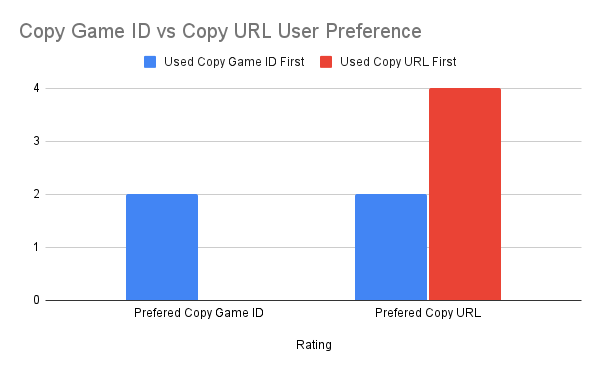 Copy Game ID vs Copy URL User Preference
Used Copy Game ID First Used Copy URL First
4
3
2
1
0
Prefered Copy Game ID Prefered Copy URL
Rating